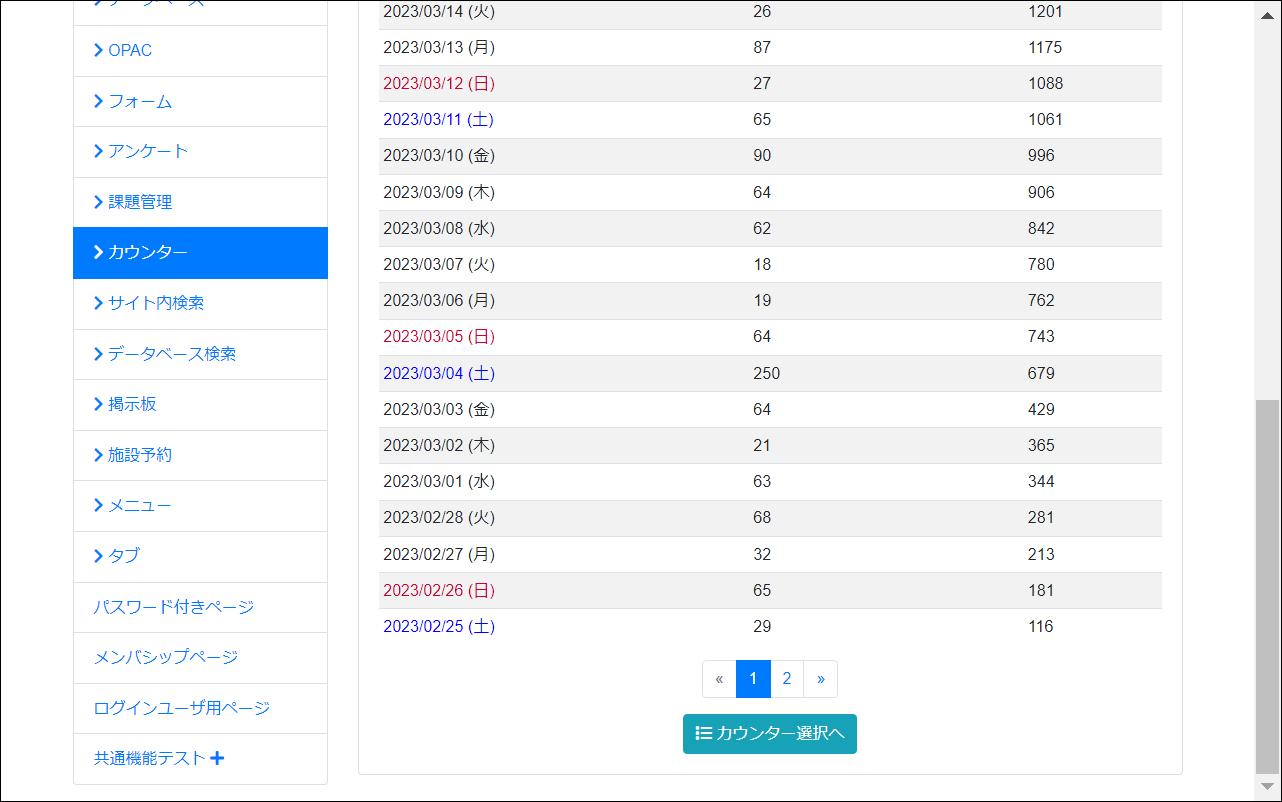 データベース
OPAC
フォーム
アンケート
課題管理
カウンター
サイト内検索
データベース検索
掲示板
施設予約
メニュー
タブ
パスワード付きページ
メンバシップページ
ログインユーザ用ページ
共通機能テスト
2023/03/14 (火) 26 1201
2023/03/13 (月) 87 1175
2023/03/12 (日) 27 1088
2023/03/11 (土) 65 1061
2023/03/10 (金) 90 996
2023/03/09 (木) 64 906
2023/03/08 (水) 62 842
2023/03/07 (火) 18 780
2023/03/06 (月) 19 762
2023/03/05 (日) 64 743
2023/03/04 (土) 250 679
2023/03/03 (金) 64 429
2023/03/02 (木) 21 365
2023/03/01 (水) 63 344
2023/02/28 (火) 68 281
2023/02/27 (月) 32 213
2023/02/26 (日) 65 181
2023/02/25 (土) 29 116
« 1 2 »
カウンター選択へ